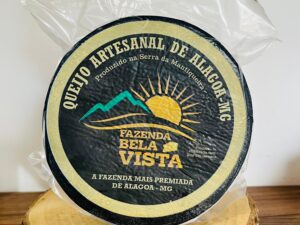 QUEIJO ARTESANAL DE ALAGOA-MG
Produzido na Serra da Mantiqueira
FAZENDA
BELA
VISTA
A FAZENDA MAIS PREMIADA
DE ALAGOA - MG